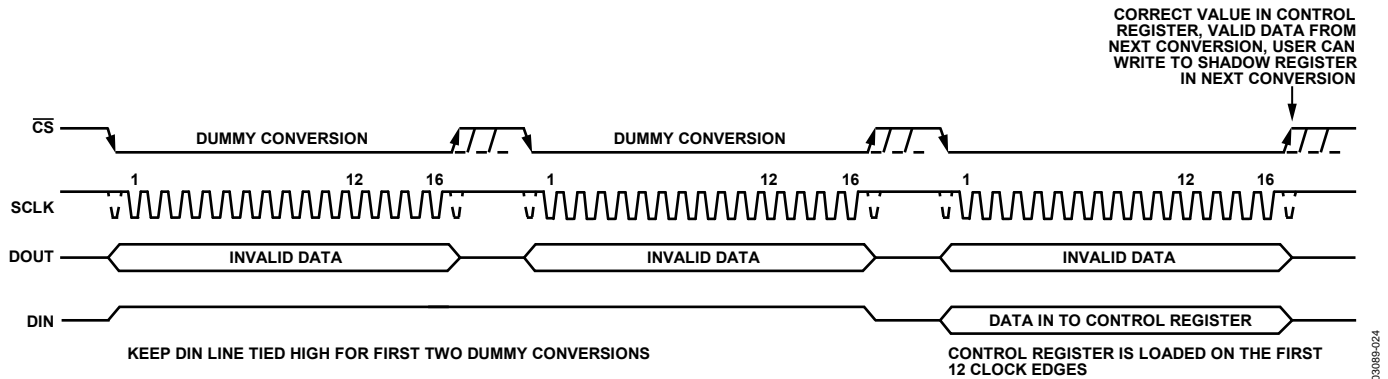 CORRECT VALUE IN CONTROL
REGISTER, VALID DATA FROM
NEXT CONVERSION, USER CAN
WRITE TO SHADOW REGISTER
IN NEXT CONVERSION
CS
DUMMY CONVERSION
DUMMY CONVERSION
1 12 16 1 12 16 1 12 16
SCLK
DOUT
INVALID DATA
INVALID DATA
INVALID DATA
DIN
DATA IN TO CONTROL REGISTER
KEEP DIN LINE TIED HIGH FOR FIRST TWO DUMMY CONVERSIONS
CONTROL REGISTER IS LOADED ON THE FIRST
12 CLOCK EDGES
03089-024